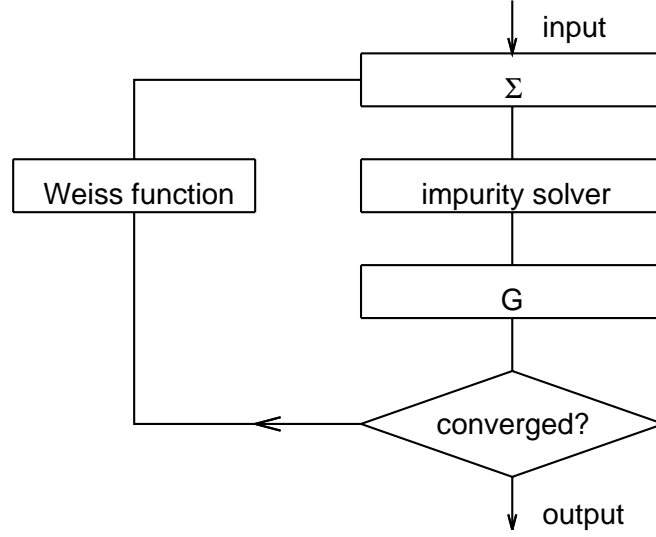 input
Σ
Weiss function
impurity solver
G
converged?
output